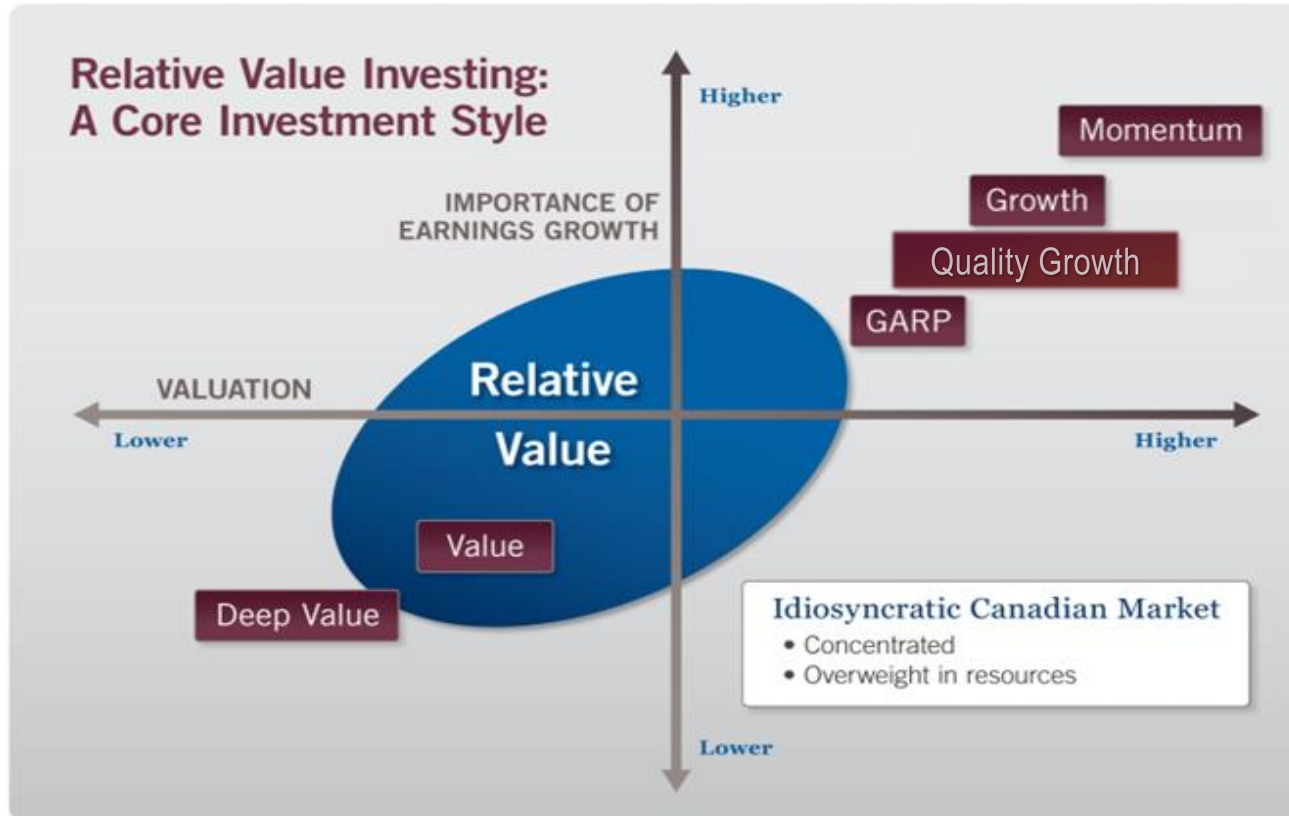 Relative Value Investing:
A Core Investment Style
Higher
Momentum
IMPORTANCE OF
EARNINGS GROWTH
Growth
Quality Growth
GARP
VALUATION
Relative
Lower
Higher
Value
Value
Deep Value
Idiosyncratic Canadian Market
• Concentrated
• Overweight in resources
Lower